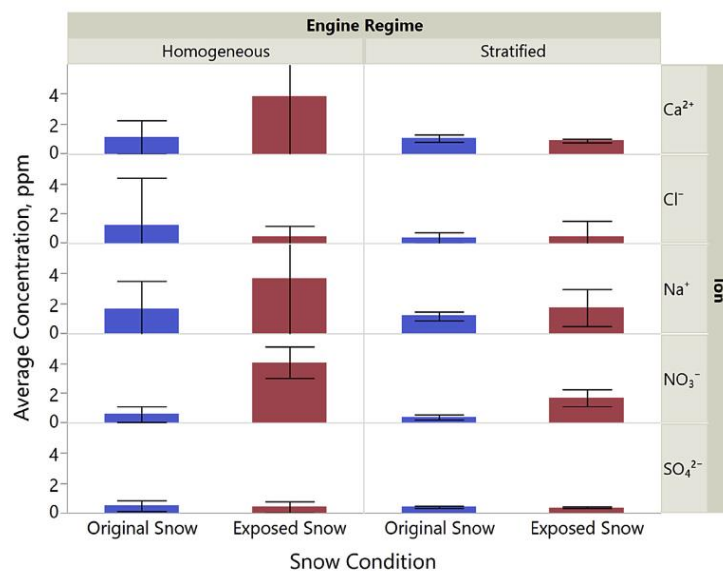 Engine Regime
Homogeneous Stratified
Average Concentration, ppm
4
2
0
Ca²⁺
4
2
0
Cl⁻
4
2
0
Na⁺
4
2
0
NO₃⁻
4
2
0
SO₄²⁻
Ion
Original Snow Exposed Snow Original Snow Exposed Snow
Snow Condition